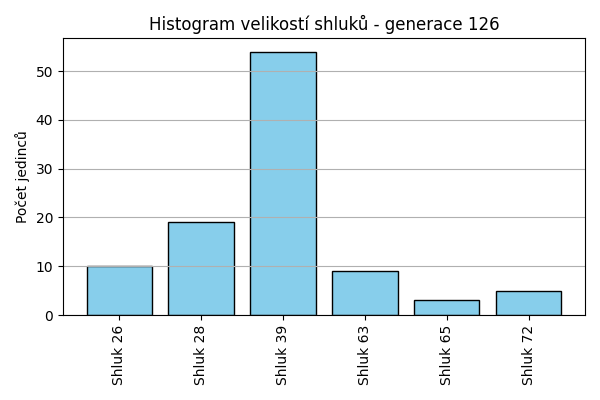 Histogram velikostí shluků - generace 126
Počet jedinců
50
40
30
20
10
0
Shluk 26
Shluk 28
Shluk 39
Shluk 63
Shluk 65
Shluk 72